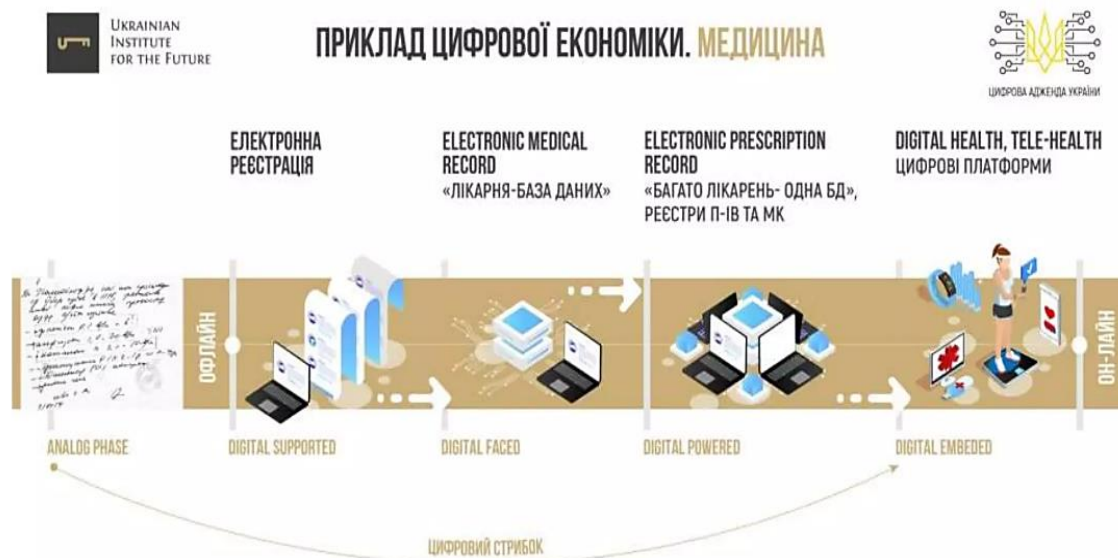 UKRAINIAN
INSTITUTE
FOR THE FUTURE
ПРИКЛАД ЦИФРОВОЇ ЕКОНОМІКИ. МЕДИЦИНА
ЦИФРОВА АДЖЕНДА УКРАЇНИ
ЕЛЕКТРОННА
РЕЄСТРАЦІЯ
ELECTRONIC MEDICAL
RECORD
«ЛІКАРНЯ-БАЗА ДАНИХ»
ELECTRONIC PRESCRIPTION
RECORD
«БАГАТО ЛІКАРЕНЬ- ОДНА БД»,
РЕЄСТРИ П-ІВ ТА МК
DIGITAL HEALTH, TELE-HEALTH
ЦИФРОВІ ПЛАТФОРМИ
ОФЛАЙН
ОН-ЛАЙН
ANALOG PHASE
DIGITAL SUPPORTED
DIGITAL FACED
DIGITAL POWERED
DIGITAL EMBEDED
ЦИФРОВИЙ СТРИБОК